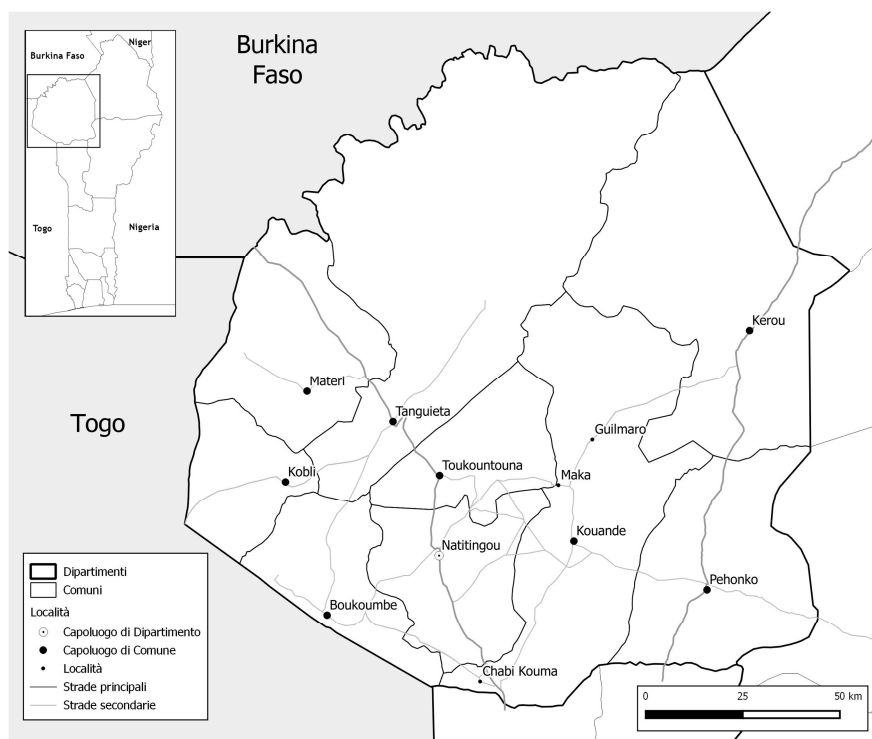 Burkina Faso
Niger
Togo
Nigeria
Burkina
Faso
Togo
Kerou
Materi
Tanguieta
Guilmaro
Kobli
Toukountouna
Maka
Kouande
Natitingou
Pehonko
Boukoumbe
Chabi Kouma
Dipartimenti
Comuni
Località
Capoluogo di Dipartimento
Capoluogo di Comune
Località
Strade principali
Strade secondarie
0 25 50 km